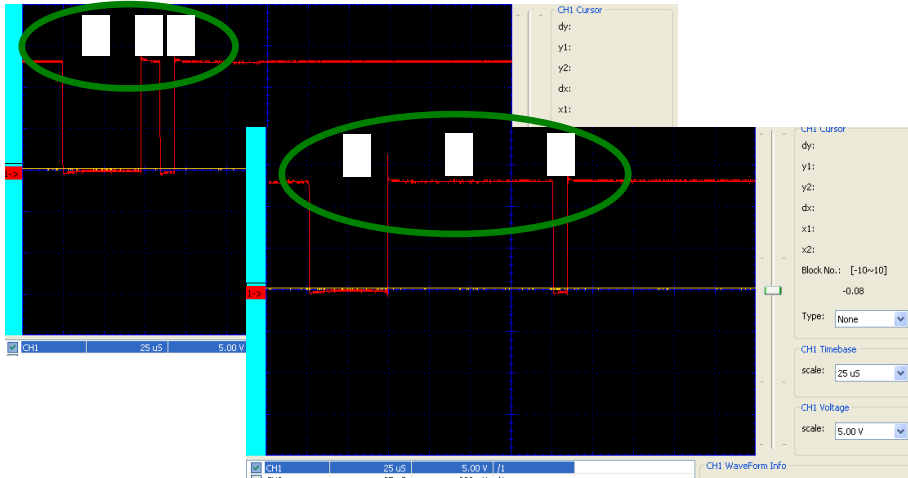 CH1 Cursor
dy:
y1:
y2:
dx:
x1:
1->
CH1 25 uS 5.00 V
CH1 Cursor
dy:
y1:
y2:
dx:
x1:
x2:
Block No.: [-10~10]
-0.08
Type: None
CH1 Timebase
scale: 25 uS
CH1 Voltage
scale: 5.00 V
1->
CH1 25 uS 5.00 V /1
CH1 WaveForm Info